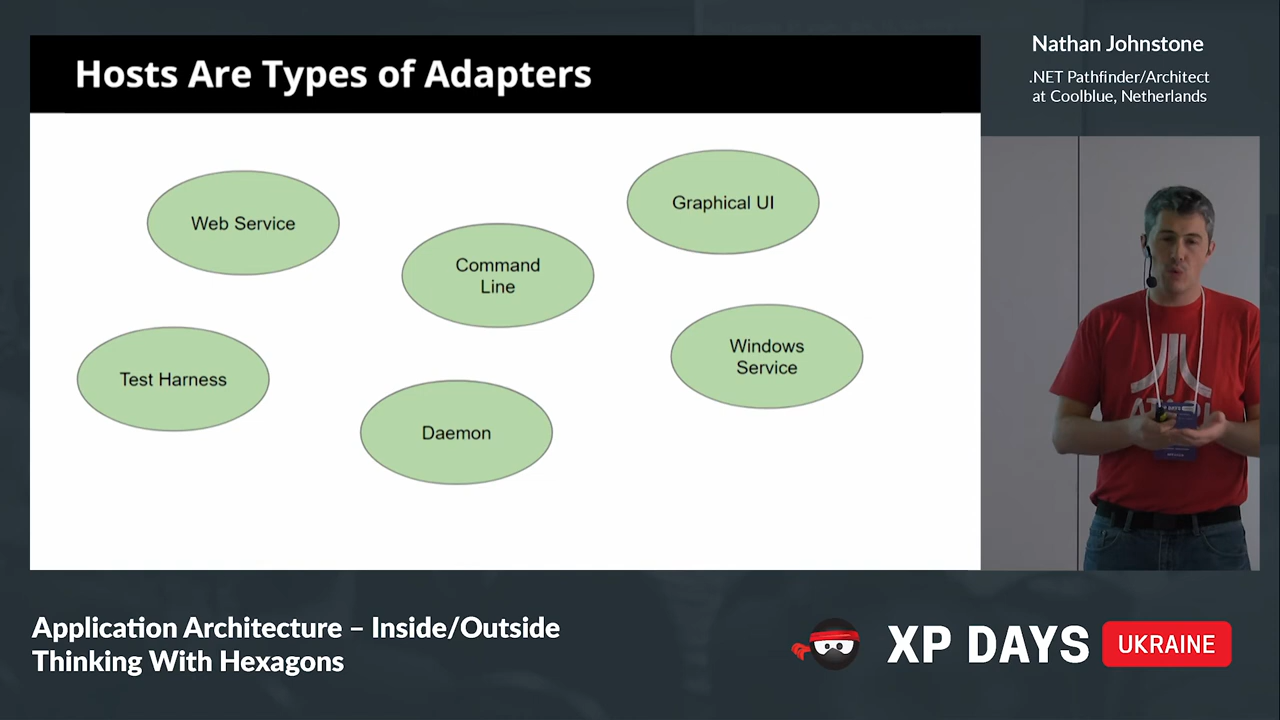 Hosts Are Types of Adapters
Web Service
Graphical UI
Command
Line
Windows
Service
Test Harness
Daemon
Nathan Johnstone
.NET Pathfinder/Architect
at Coolblue, Netherlands
ATARI
Application Architecture – Inside/Outside
Thinking With Hexagons
XP DAYS
UKRAINE